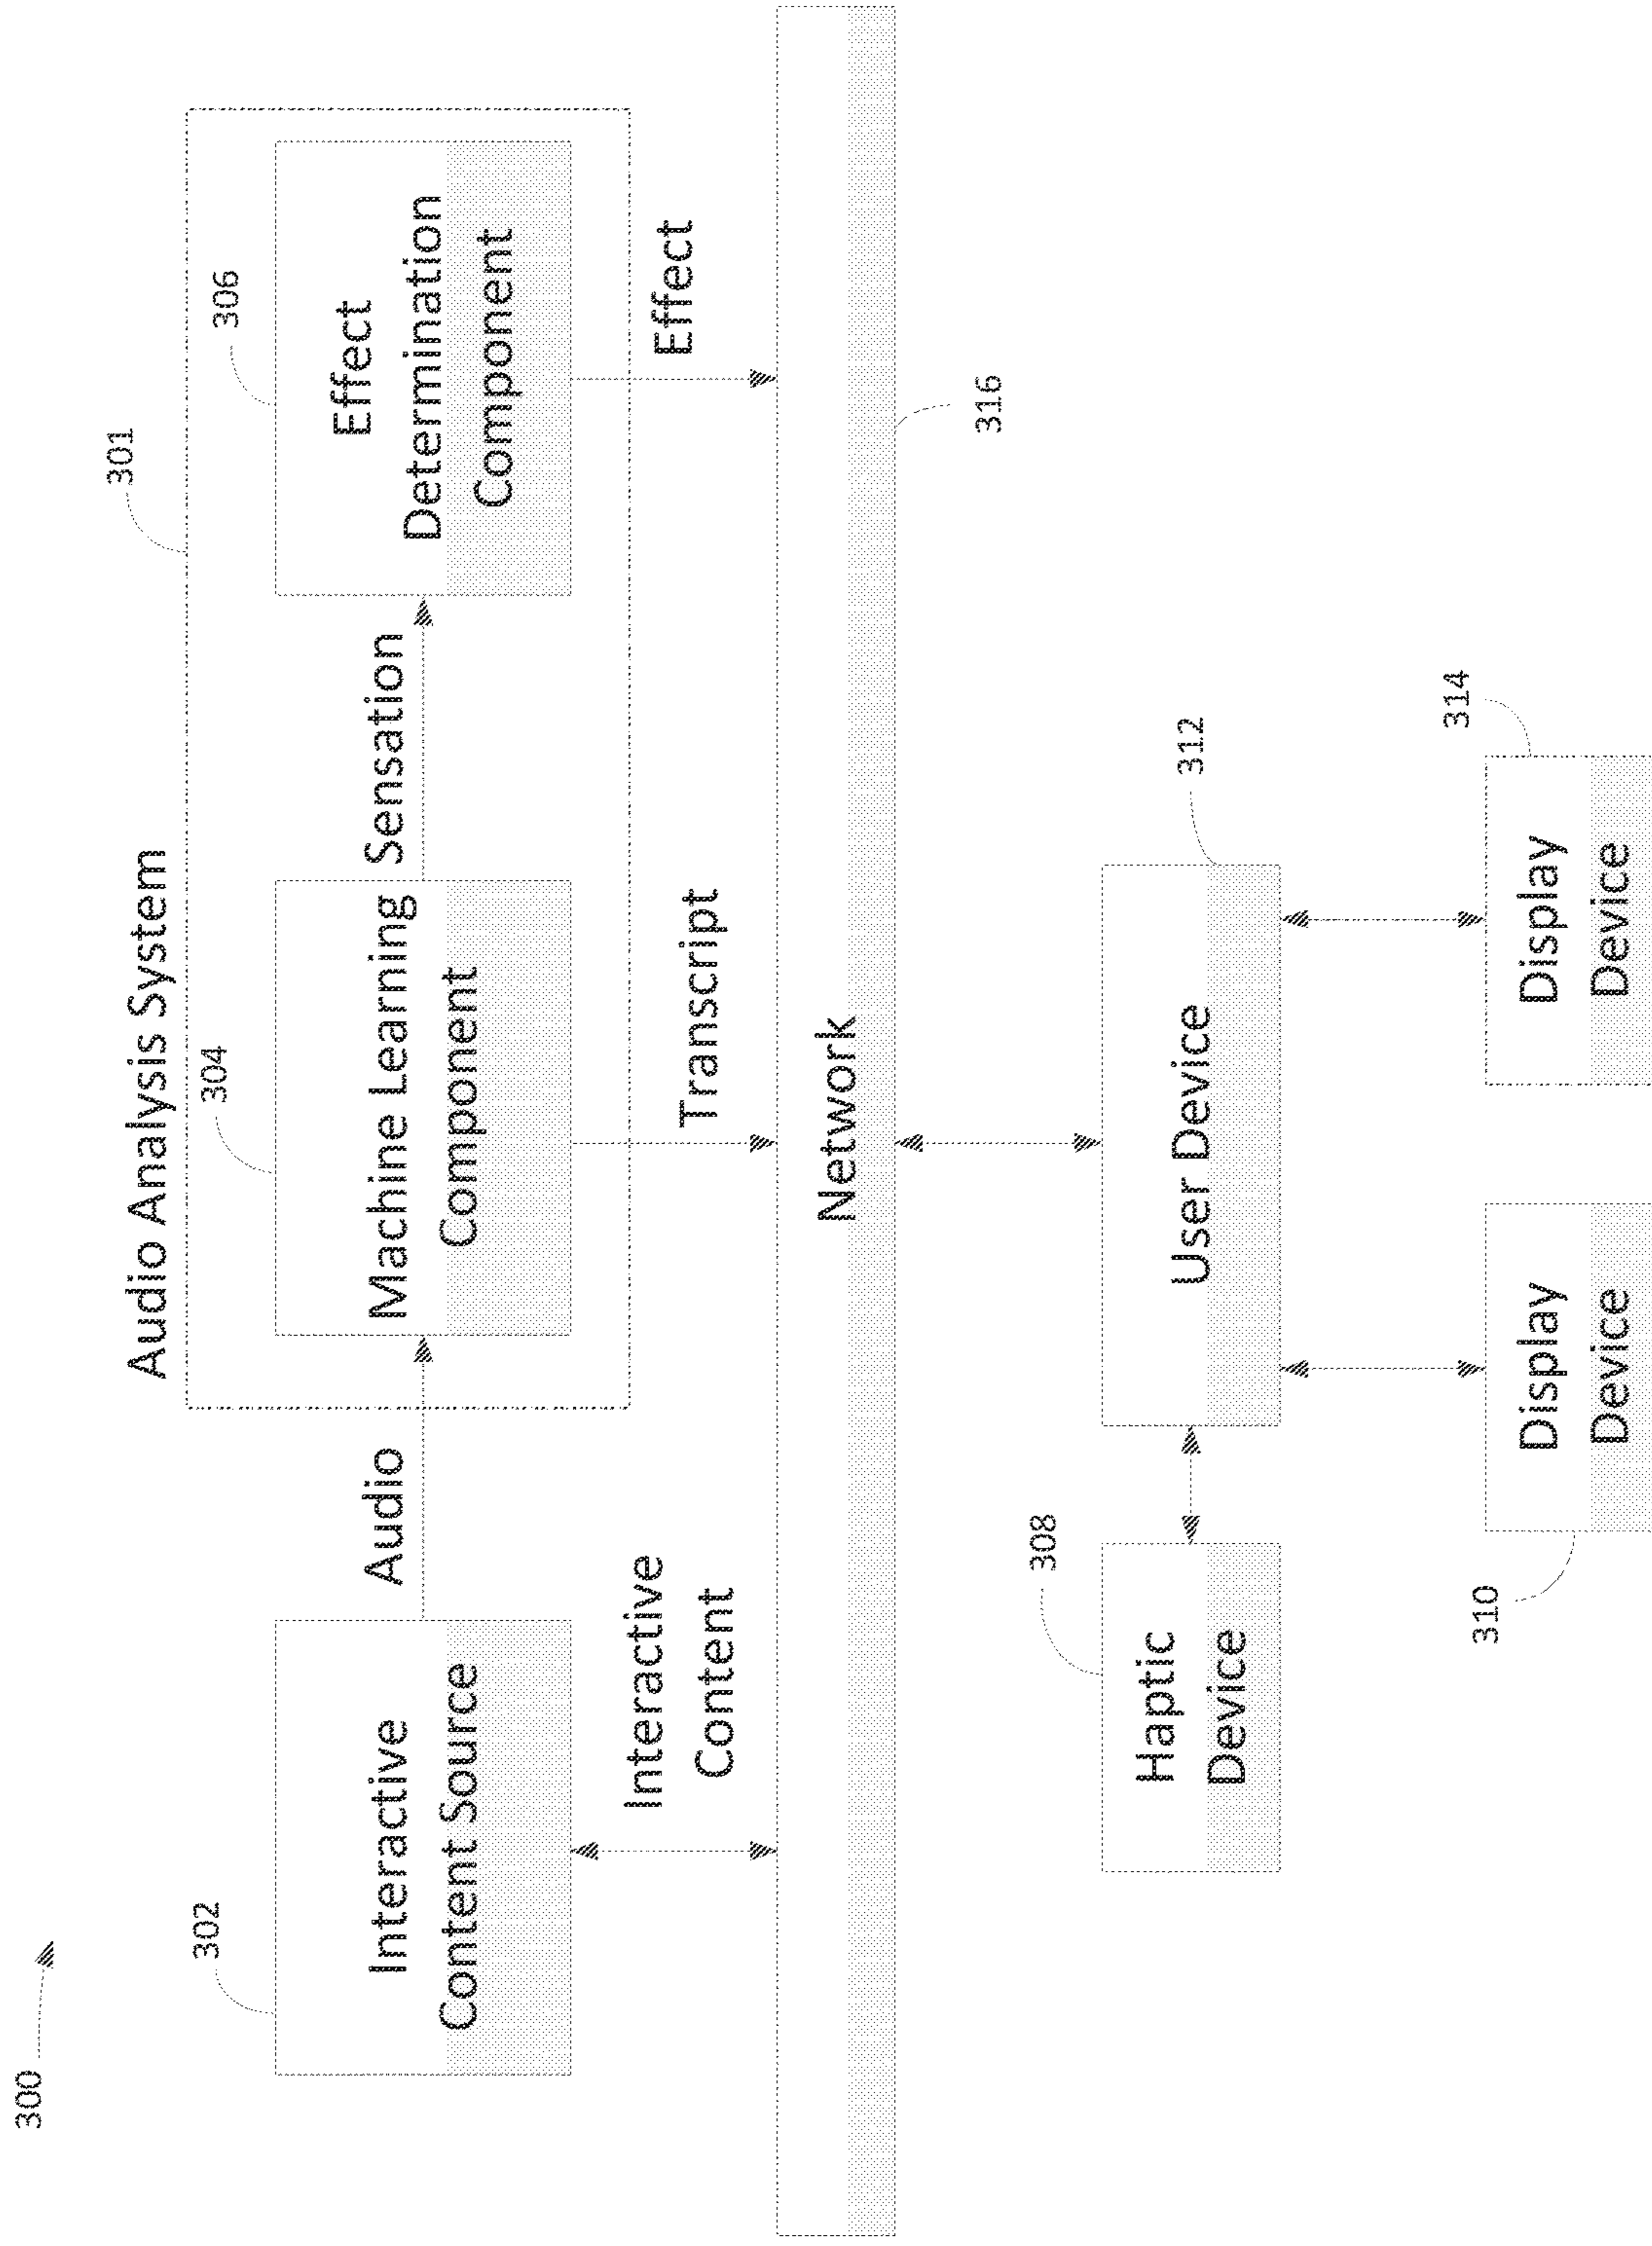 300
Audio Analysis System
301
302
304
306
Interactive
Content Source
Audio
Machine Learning
Component
Sensation
Effect
Determination
Component
Interactive
Content
Transcript
Effect
Network
316
308
Haptic
Device
User Device
312
310
Display
Device
Display
Device
314